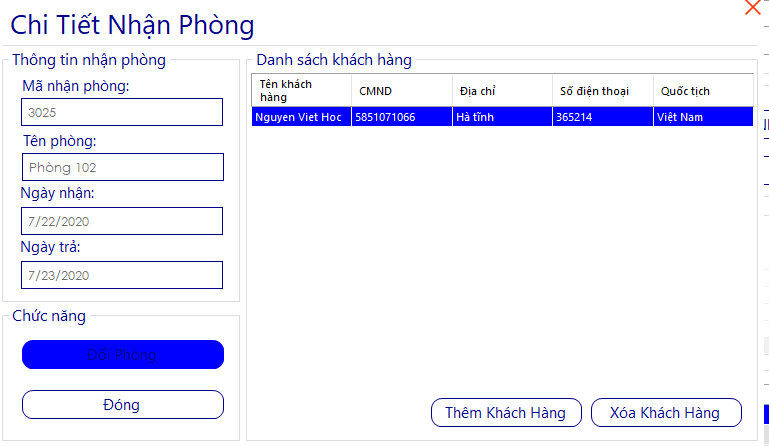 Chi Tiết Nhận Phòng
Thông tin nhận phòng
Mã nhận phòng:
3025
Tên phòng:
Phòng 102
Ngày nhận:
7/22/2020
Ngày trả:
7/23/2020
Chức năng
Đổi Phòng
Đóng
Danh sách khách hàng
Tên khách hàng CMND Địa chỉ Số điện thoại Quốc tịch
Nguyen Viet Hoc 5851071066 Hà tĩnh 365214 Việt Nam
Thêm Khách Hàng Xóa Khách Hàng